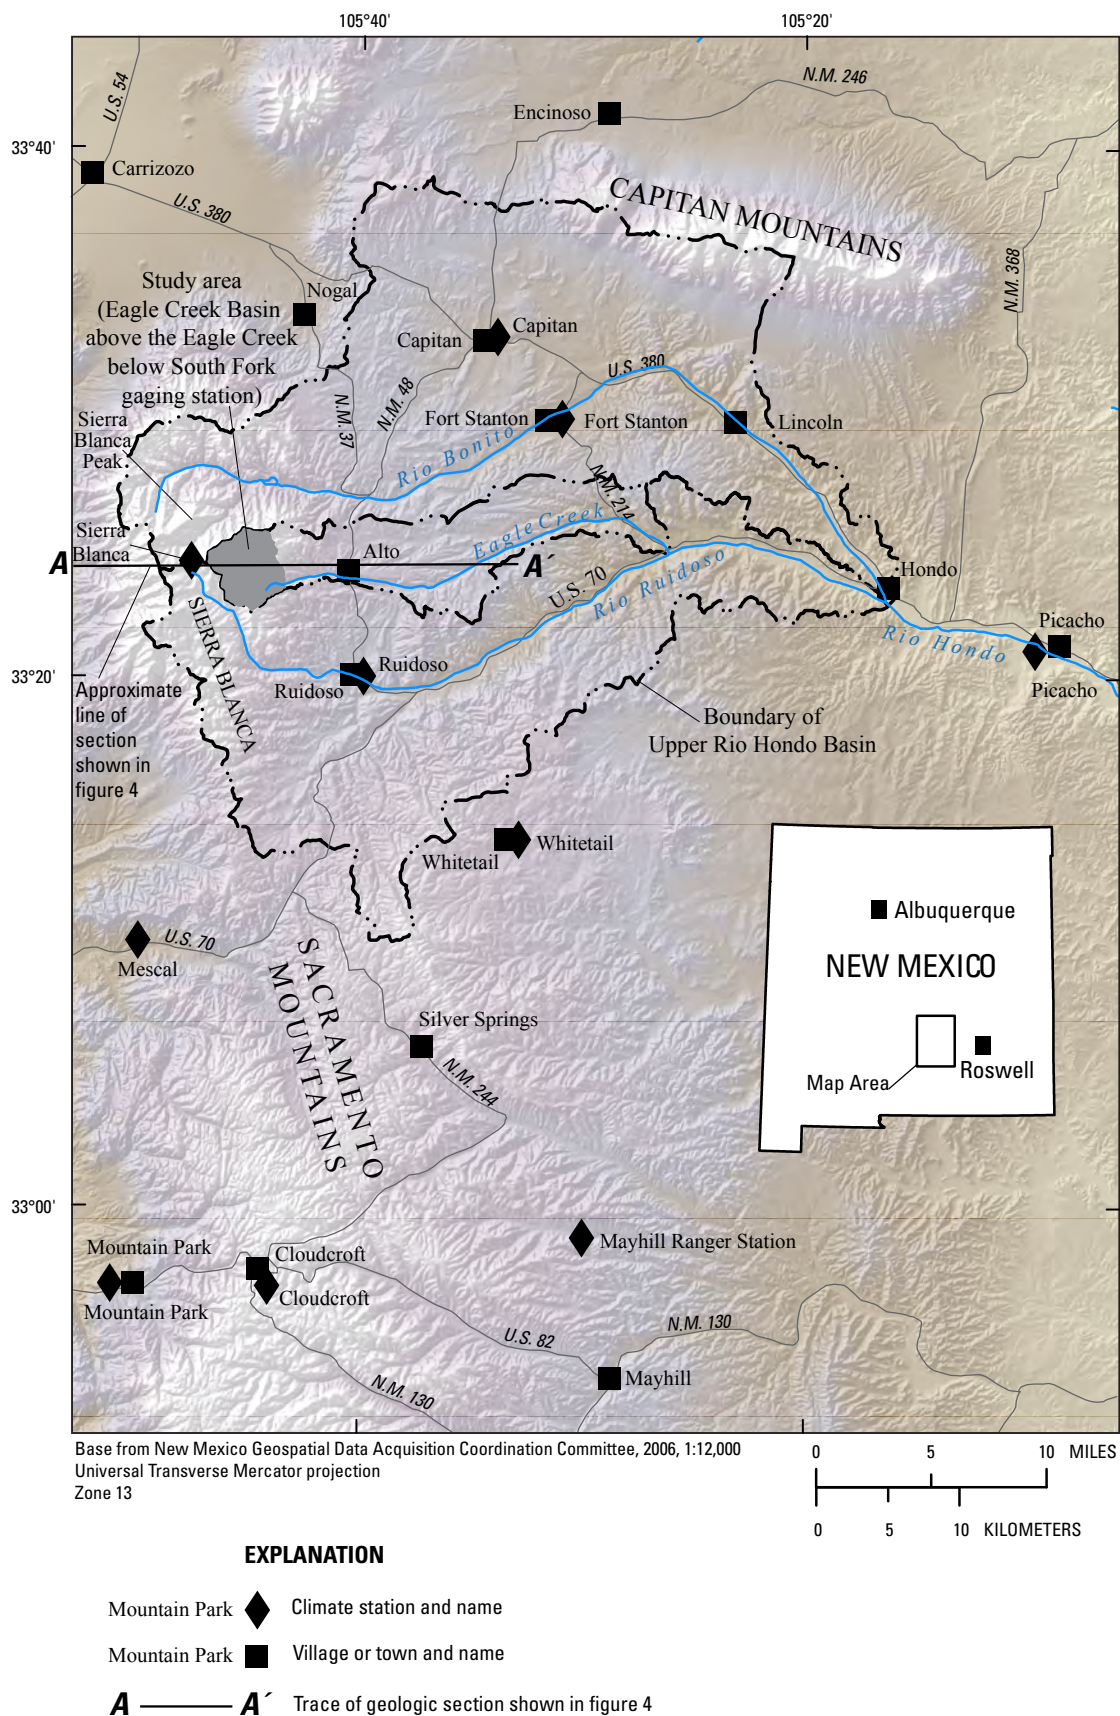 105°40'
105°20'
U.S. 54
N.M. 246
Encinoso
33°40'
Carrizozo
CAPITAN MOUNTAINS
U.S. 380
N.M. 368
Study area
(Eagle Creek Basin
above the Eagle Creek
below South Fork
gaging station)
Nogal
Capitan
Capitan
U.S. 380
N.M. 48
N.M. 37
Sierra
Blanca
Peak
Fort Stanton
Fort Stanton
Lincoln
Rio Bonito
N.M. 214
Eagle Creek
Sierra
Blanca
A
Alto
A´
U.S. 70
Rio Ruidoso
Hondo
SIERRA BLANCA
Picacho
Rio Hondo
33°20'
Ruidoso
Ruidoso
Picacho
Approximate
line of
section
shown in
figure 4
Boundary of
Upper Rio Hondo Basin
Whitetail
Whitetail
Albuquerque
NEW MEXICO
U.S. 70
Mescal
SACRAMENTO
MOUNTAINS
Silver Springs
N.M. 244
Map Area
Roswell
33°00'
Mountain Park
Cloudcroft
Mayhill Ranger Station
Mountain Park
Cloudcroft
U.S. 82
N.M. 130
N.M. 130
Mayhill
Base from New Mexico Geospatial Data Acquisition Coordination Committee, 2006, 1:12,000
Universal Transverse Mercator projection
Zone 13
0 5 10 MILES
0 5 10 KILOMETERS
EXPLANATION
Mountain Park Climate station and name
Mountain Park Village or town and name
A A´ Trace of geologic section shown in figure 4